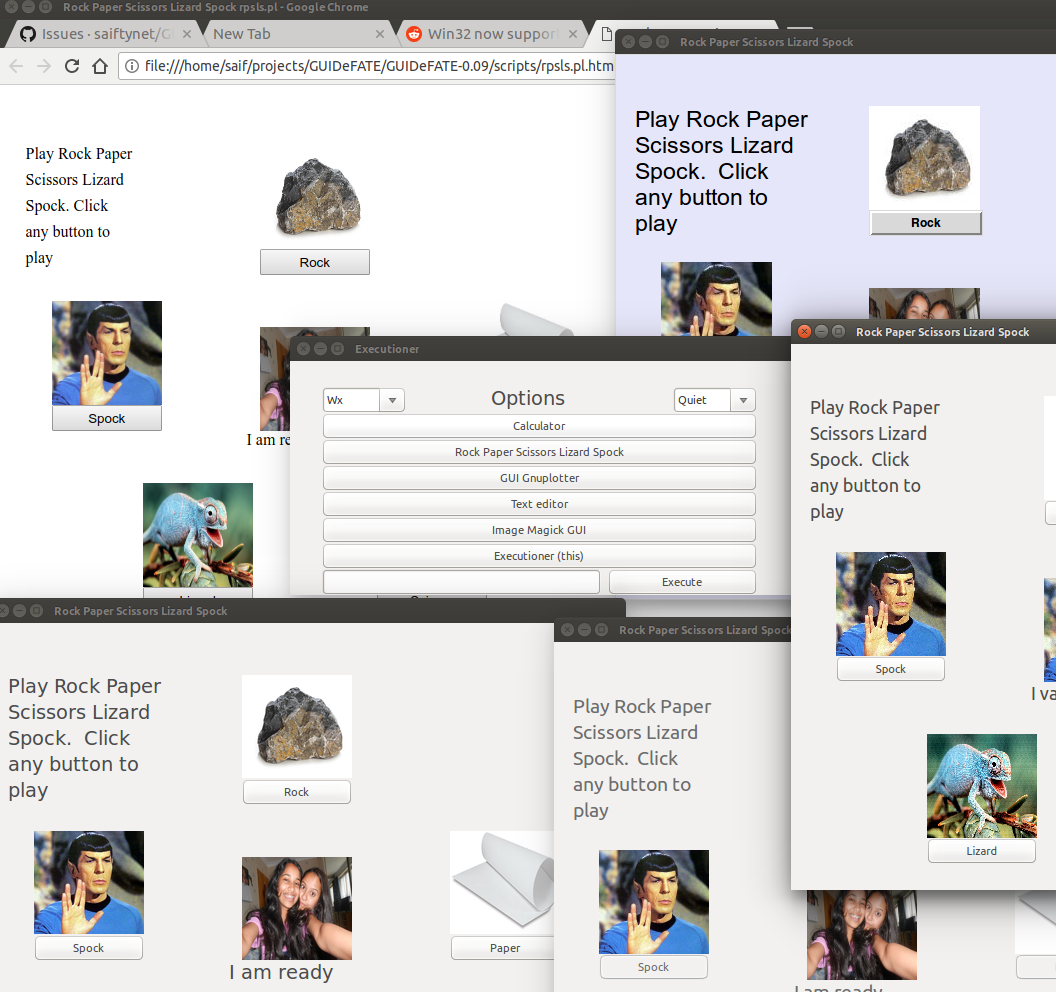 Rock Paper Scissors Lizard Spock rpsls.pl - Google Chrome
Issues · saiftynet/G
New Tab
Win32 now suppor
file:///home/saif/projects/GUIDeFATE/GUIDeFATE-0.09/scripts/rpsls.pl.htm
Play Rock Paper
Scissors Lizard
Spock. Click
any button to
play
Rock
Spock
I am re
Rock Paper Scissors Lizard Spock
Play Rock Paper
Scissors Lizard
Spock. Click
any button to
play
Rock
Executioner
Wx
Options
Quiet
Calculator
Rock Paper Scissors Lizard Spock
GUI Gnuplotter
Text editor
Image Magick GUI
Executioner (this)
Execute
Rock Paper Scissors Lizard Spock
Play Rock Paper
Scissors Lizard
Spock. Click
any button to
play
Spock
I va
Lizard
Rock Paper Scissors Lizard Spock
Play Rock Paper
Scissors Lizard
Spock. Click
any button to
play
Rock
Spock
Paper
I am ready
Rock Paper Scissors Lizard Spock
Play Rock Paper
Scissors Lizard
Spock. Click
any button to
play
Spock
I am ready